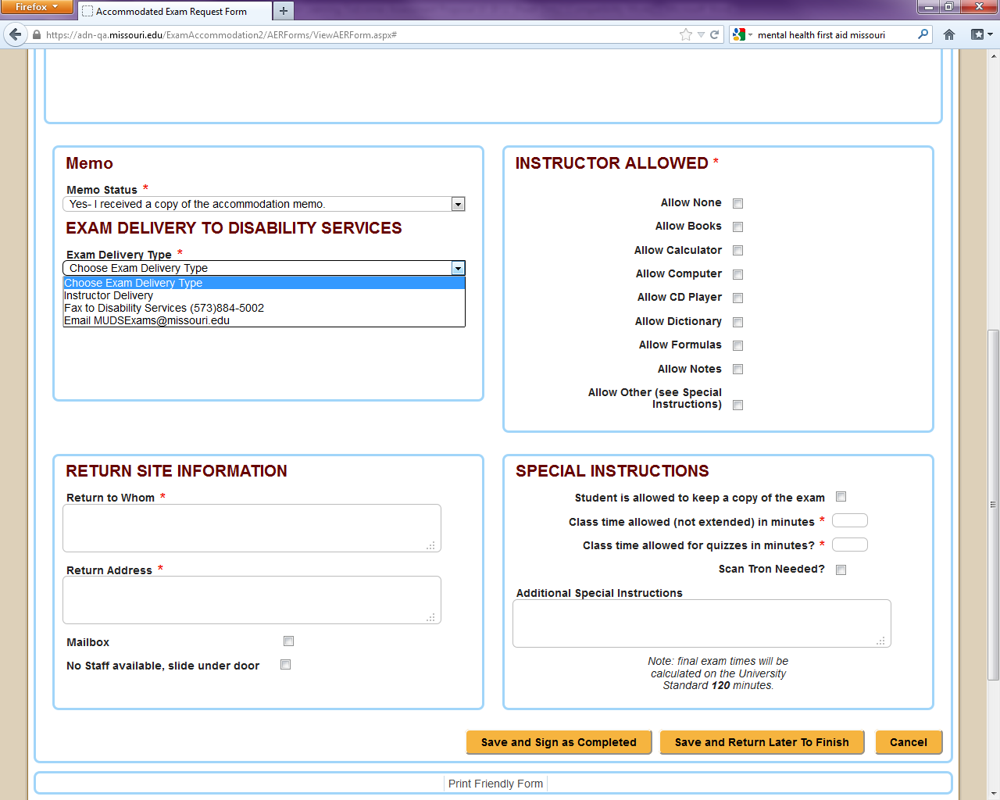 Firefox
Accommodated Exam Request Form
https://adn-qa.missouri.edu/ExamAccommodation2/AERForms/ViewAERForm.aspx#
mental health first aid missouri
Memo
Memo Status *
Yes- I received a copy of the accommodation memo.
EXAM DELIVERY TO DISABILITY SERVICES
Exam Delivery Type *
Choose Exam Delivery Type
Choose Exam Delivery Type
Instructor Delivery
Fax to Disability Services (573)884-5002
Email MUDSExams@missouri.edu
INSTRUCTOR ALLOWED *
Allow None
Allow Books
Allow Calculator
Allow Computer
Allow CD Player
Allow Dictionary
Allow Formulas
Allow Notes
Allow Other (see Special
Instructions)
RETURN SITE INFORMATION
Return to Whom *
Return Address *
Mailbox
No Staff available, slide under door
SPECIAL INSTRUCTIONS
Student is allowed to keep a copy of the exam
Class time allowed (not extended) in minutes *
Class time allowed for quizzes in minutes? *
Scan Tron Needed?
Additional Special Instructions
Note: final exam times will be
calculated on the University
Standard 120 minutes.
Save and Sign as Completed
Save and Return Later To Finish
Cancel
Print Friendly Form